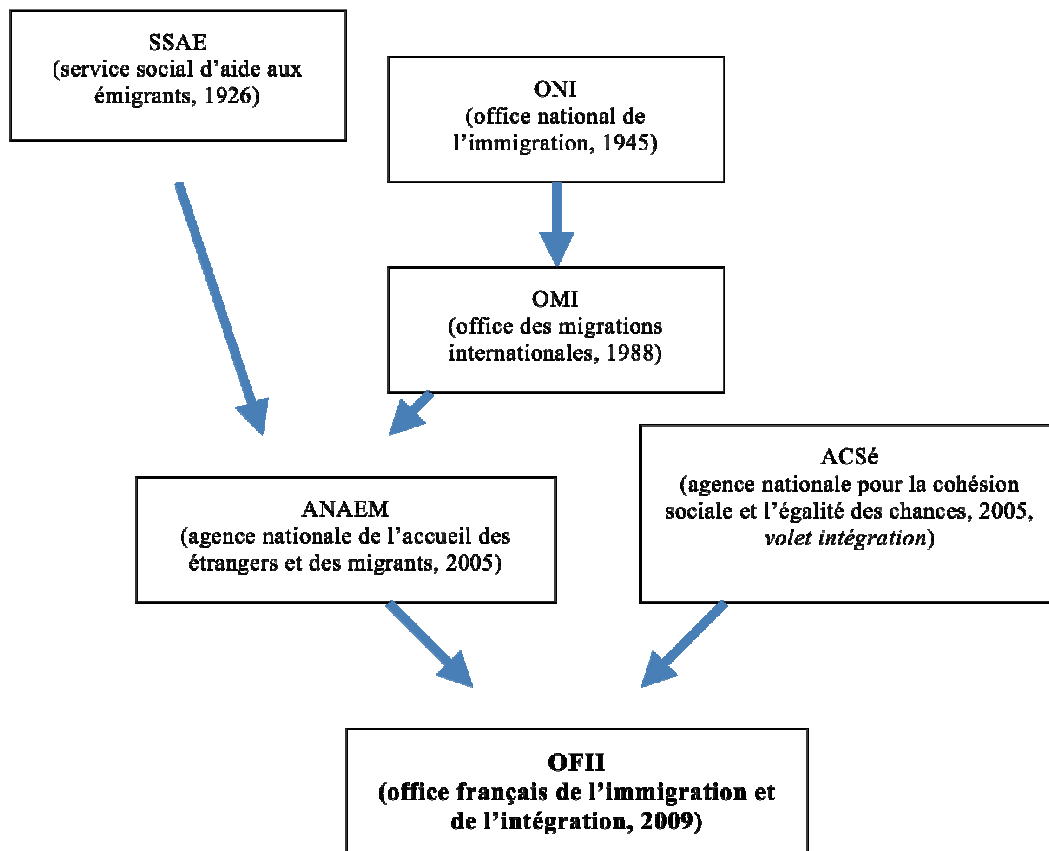 SSAE
(service social d'aide aux
émigrants, 1926)
ONI
(office national de
l'immigration, 1945)
OMI
(office des migrations
internationales, 1988)
ACSé
(agence nationale pour la cohésion
sociale et l'égalité des chances, 2005,
volet intégration)
ANAEM
(agence nationale de l'accueil des
étrangers et des migrants, 2005)
OFII
(office français de l'immigration et
de l'intégration, 2009)